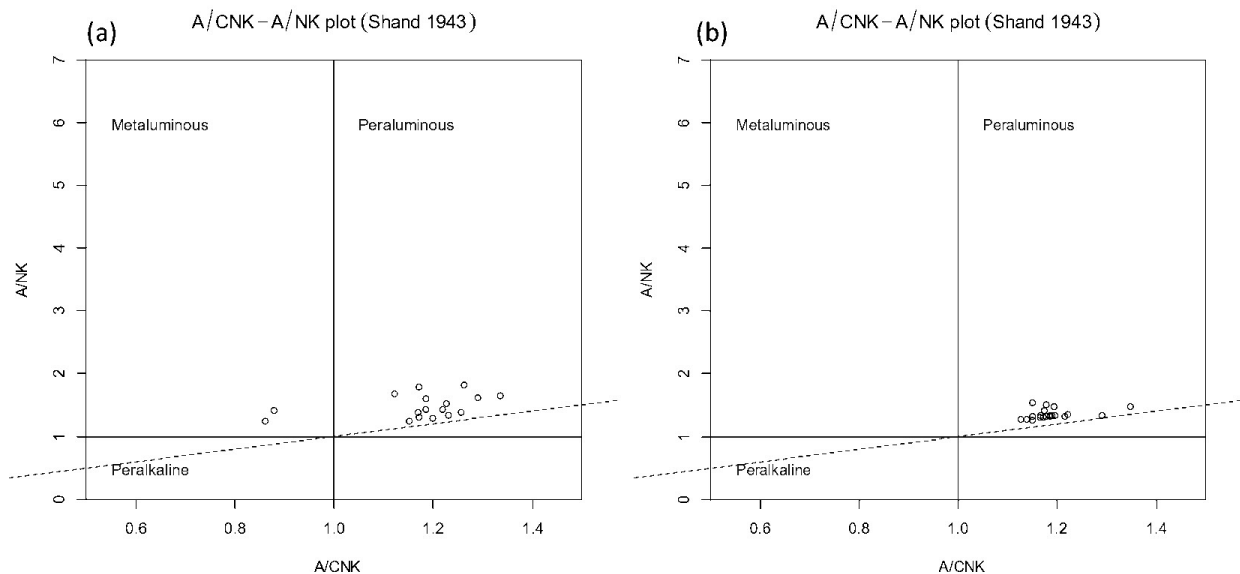 (a)
A/CNK–A/NK plot (Shand 1943)
7
6
5
4
3
2
1
0
A/NK
Metaluminous
Peraluminous
Peralkaline
0.6
0.8
1.0
1.2
1.4
A/CNK
(b)
A/CNK–A/NK plot (Shand 1943)
7
6
5
4
3
2
1
0
A/NK
Metaluminous
Peraluminous
Peralkaline
0.6
0.8
1.0
1.2
1.4
A/CNK